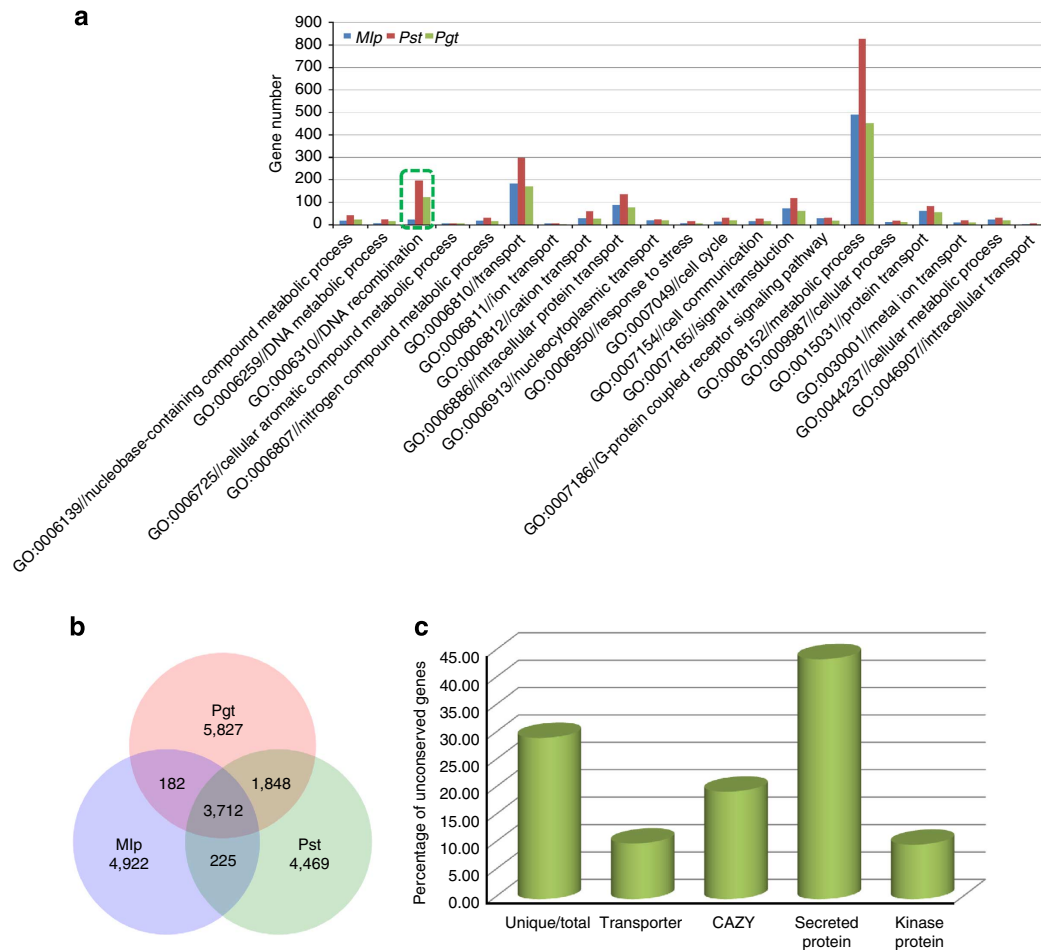 a
900
800
700
600
500
400
300
200
100
0
Gene number
Mlp Pst Pgt
GO:0006139//nucleobase-containing compound metabolic process
GO:0006259//DNA metabolic process
GO:0006310//DNA recombination
GO:0006725//cellular aromatic compound metabolic process
GO:0006807//nitrogen compound metabolic process
GO:0006810//transport
GO:0006811//ion transport
GO:0006812//cation transport
GO:0006886//intracellular protein transport
GO:0006913//nucleocytoplasmic transport
GO:0006950//response to stress
GO:0007049//cell cycle
GO:0007154//cell communication
GO:0007165//signal transduction
GO:0007186//G-protein coupled receptor signaling pathway
GO:0008152//metabolic process
GO:0009987//cellular process
GO:0015031//protein transport
GO:0030001//metal ion transport
GO:0044237//cellular metabolic process
GO:0046907//intracellular transport
b
Pgt
5,827
182
1,848
3,712
Mlp
4,922
225
Pst
4,469
c
Percentage of unconserved genes
45.00
40.00
35.00
30.00
25.00
20.00
15.00
10.00
5.00
0.00
Unique/total
Transporter
CAZY
Secreted
protein
Kinase
protein